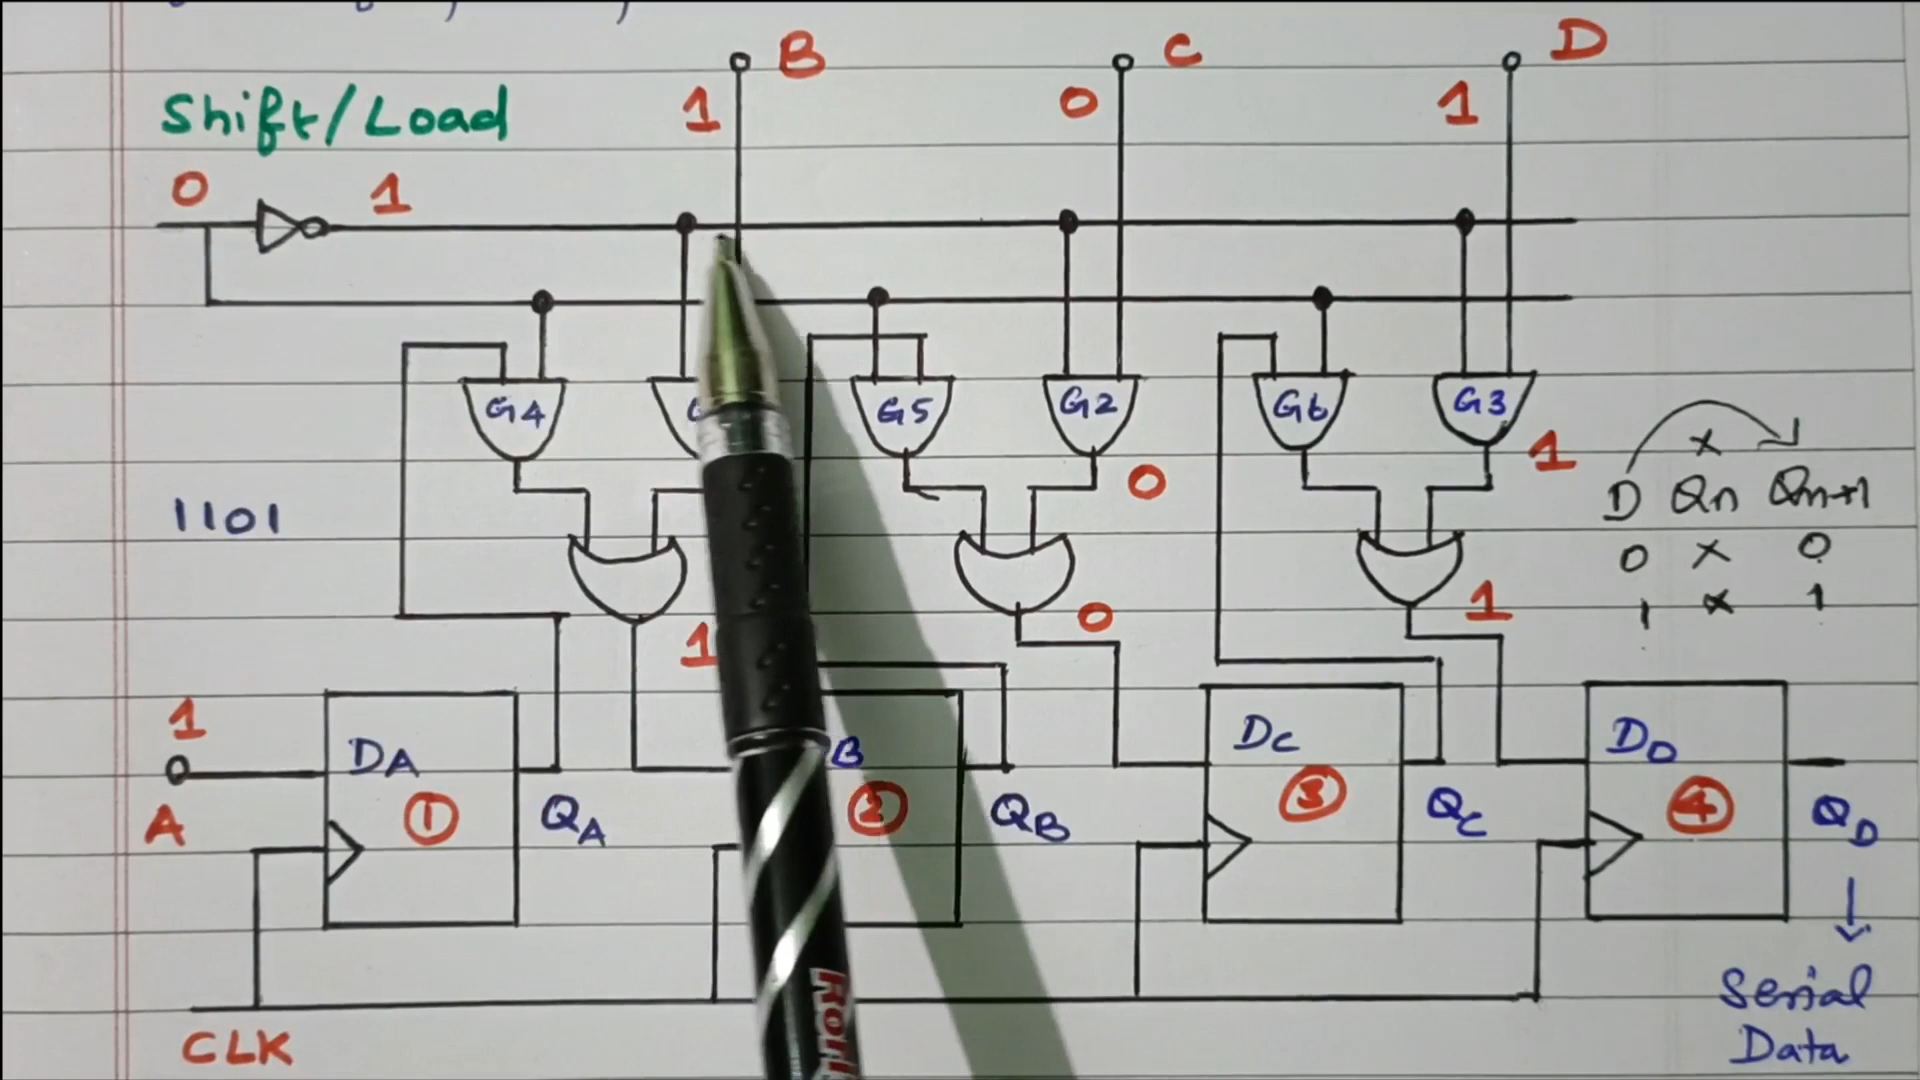 B
C
D
1
0
1
Shift/Load
0
1
G4
G5
G2
G6
G3
1
0
D Qn Qn+1
x
1101
0 x 0
1 x 1
1
0
1
1
DA
B
DC
DD
1
2
3
4
A
QA
QB
QC
QD
Serial
Data
CLK